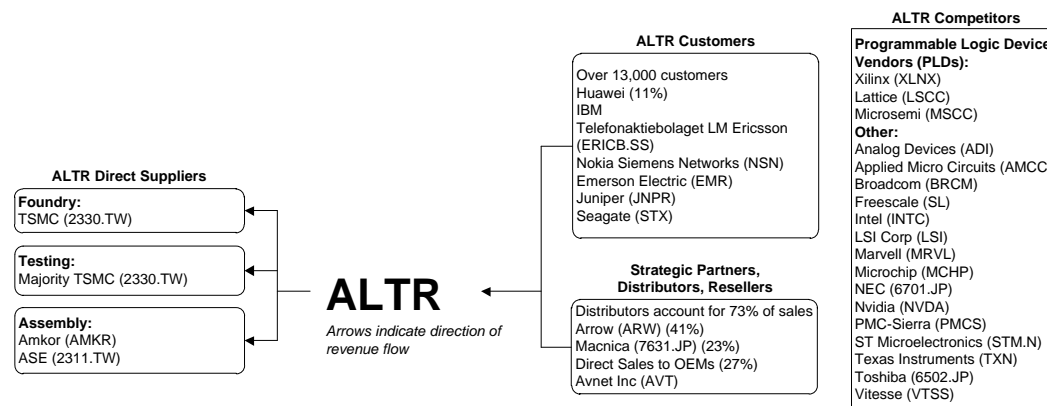 ALTR Direct Suppliers
Foundry:
TSMC (2330.TW)
Testing:
Majority TSMC (2330.TW)
Assembly:
Amkor (AMKR)
ASE (2311.TW)
ALTR
Arrows indicate direction of
revenue flow
ALTR Customers
Over 13,000 customers
Huawei (11%)
IBM
Telefonaktiebolaget LM Ericsson
(ERICB.SS)
Nokia Siemens Networks (NSN)
Emerson Electric (EMR)
Juniper (JNPR)
Seagate (STX)
Strategic Partners,
Distributors, Resellers
Distributors account for 73% of sales
Arrow (ARW) (41%)
Macnica (7631.JP) (23%)
Direct Sales to OEMs (27%)
Avnet Inc (AVT)
ALTR Competitors
Programmable Logic Device
Vendors (PLDs):
Xilinx (XLNX)
Lattice (LSCC)
Microsemi (MSCC)
Other:
Analog Devices (ADI)
Applied Micro Circuits (AMCC
Broadcom (BRCM)
Freescale (SL)
Intel (INTC)
LSI Corp (LSI)
Marvell (MRVL)
Microchip (MCHP)
NEC (6701.JP)
Nvidia (NVDA)
PMC-Sierra (PMCS)
ST Microelectronics (STM.N)
Texas Instruments (TXN)
Toshiba (6502.JP)
Vitesse (VTSS)